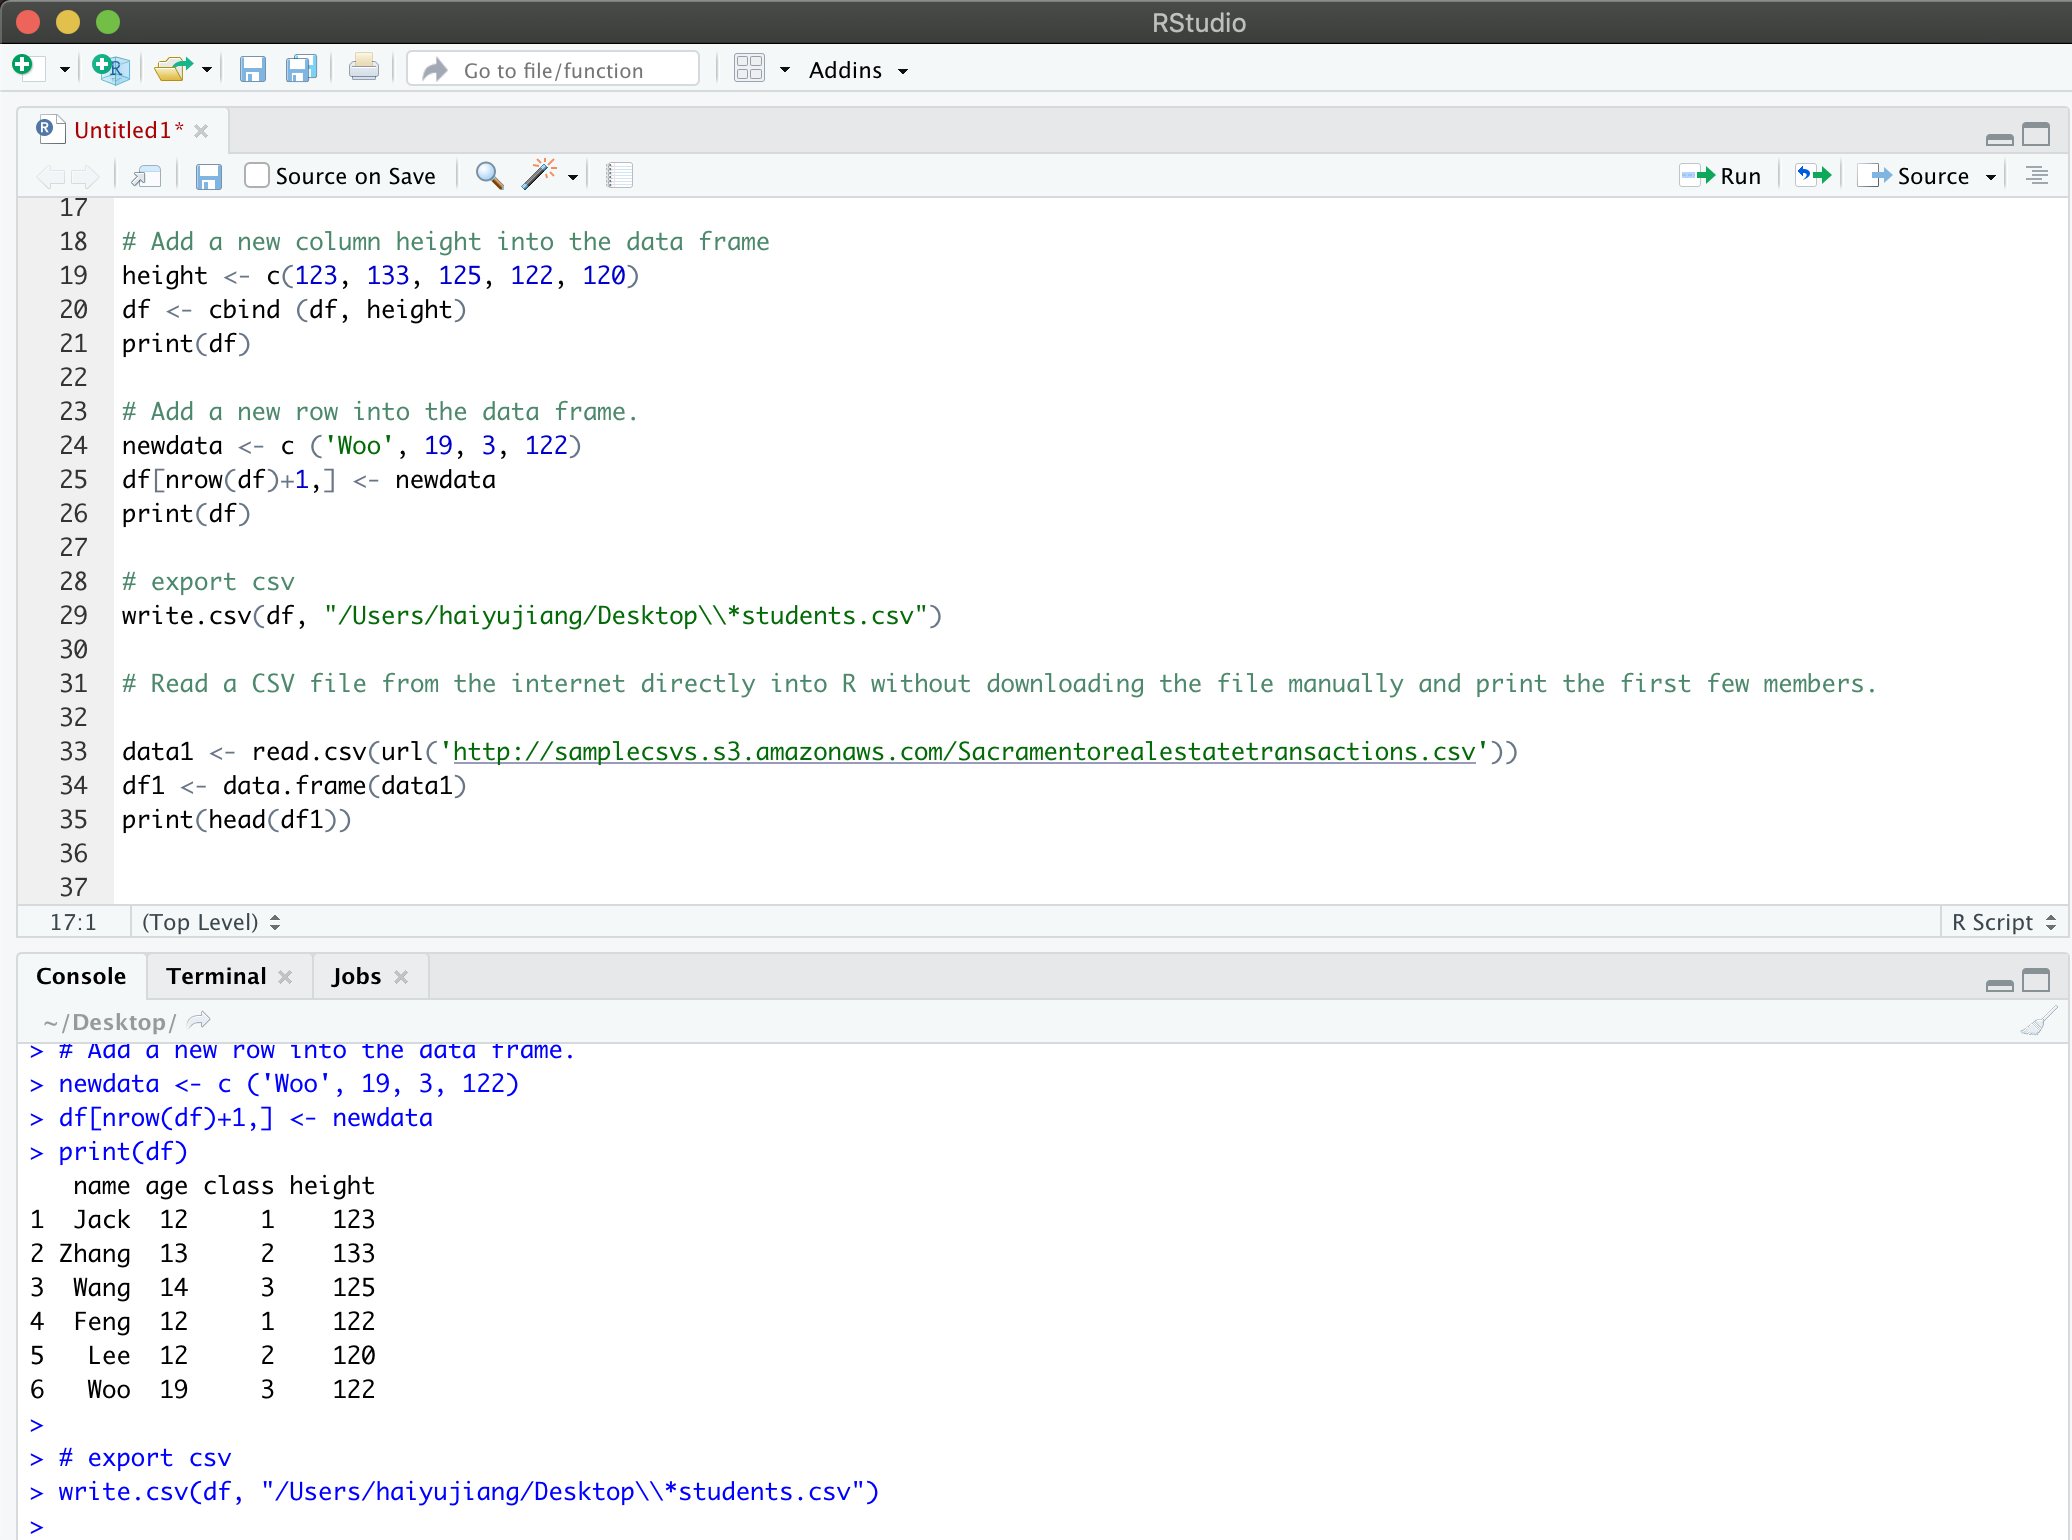 RStudio
Go to file/function
Addins
Untitled1*
Source on Save
Run
Source
17
18 # Add a new column height into the data frame
19 height <- c(123, 133, 125, 122, 120)
20 df <- cbind (df, height)
21 print(df)
22
23 # Add a new row into the data frame.
24 newdata <- c ('Woo', 19, 3, 122)
25 df[nrow(df)+1,] <- newdata
26 print(df)
27
28 # export csv
29 write.csv(df, "/Users/haiyujiang/Desktop\\*students.csv")
30
31 # Read a CSV file from the internet directly into R without downloading the file manually and print the first few members.
32
33 data1 <- read.csv(url('http://samplecsvs.s3.amazonaws.com/Sacramentorealestatetransactions.csv'))
34 df1 <- data.frame(data1)
35 print(head(df1))
36
37
17:1 (Top Level) R Script
Console Terminal Jobs
~/Desktop/
> # Add a new row into the data frame.
> newdata <- c ('Woo', 19, 3, 122)
> df[nrow(df)+1,] <- newdata
> print(df)
   name age class height
1  Jack  12     1    123
2 Zhang  13     2    133
3  Wang  14     3    125
4  Feng  12     1    122
5   Lee  12     2    120
6   Woo  19     3    122
>
> # export csv
> write.csv(df, "/Users/haiyujiang/Desktop\\*students.csv")
>